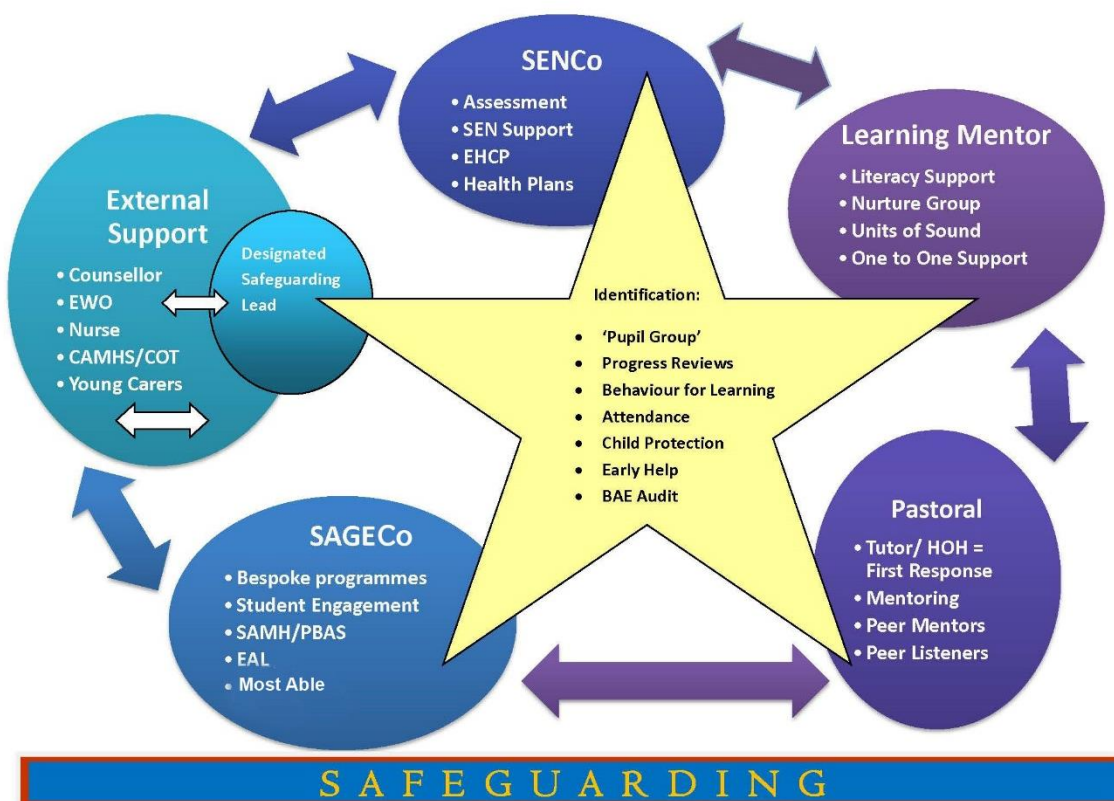 SENCo
• Assessment
• SEN Support
• EHCP
• Health Plans
Learning Mentor
• Literacy Support
• Nurture Group
• Units of Sound
• One to One Support
External
Support
• Counsellor
• EWO
• Nurse
• CAMHS/COT
• Young Carers
Designated
Safeguarding
Lead
Identification:
• ‘Pupil Group’
• Progress Reviews
• Behaviour for Learning
• Attendance
• Child Protection
• Early Help
• BAE Audit
Pastoral
• Tutor/ HOH =
First Response
• Mentoring
• Peer Mentors
• Peer Listeners
SAGECo
• Bespoke programmes
• Student Engagement
• SAMH/PBAS
• EAL
• Most Able
SAFEGUARDING